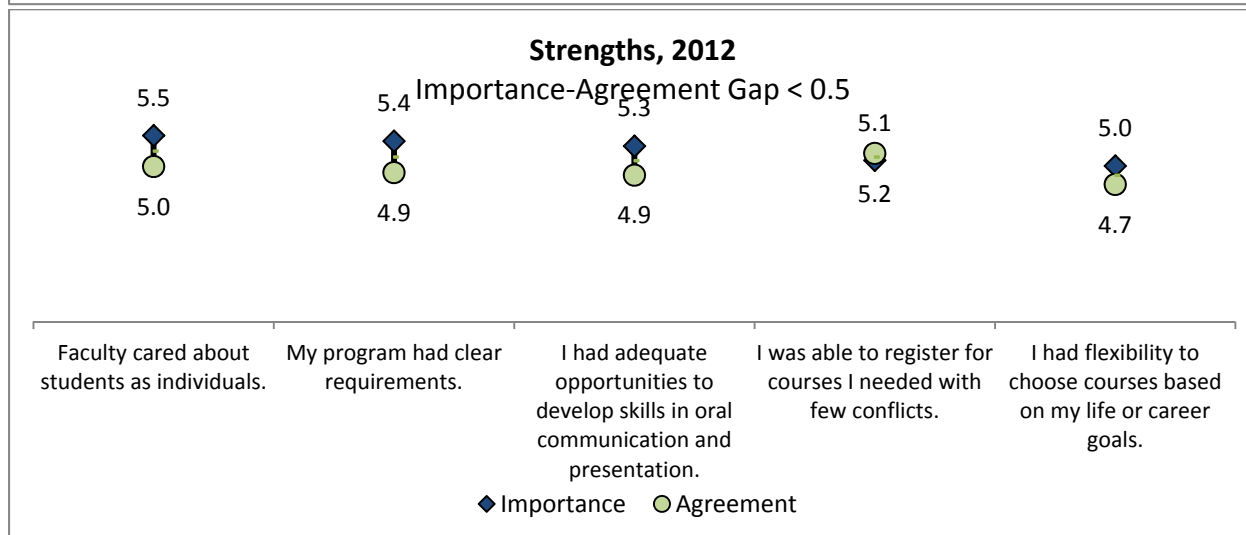 Strengths, 2012
Importance-Agreement Gap < 0.5
5.5
5.4
5.3
5.1
5.0
5.0
4.9
4.9
5.2
4.7
Faculty cared about
students as individuals.
My program had clear
requirements.
I had adequate
opportunities to
develop skills in oral
communication and
presentation.
I was able to register for
courses I needed with
few conflicts.
I had flexibility to
choose courses based
on my life or career
goals.
Importance
Agreement